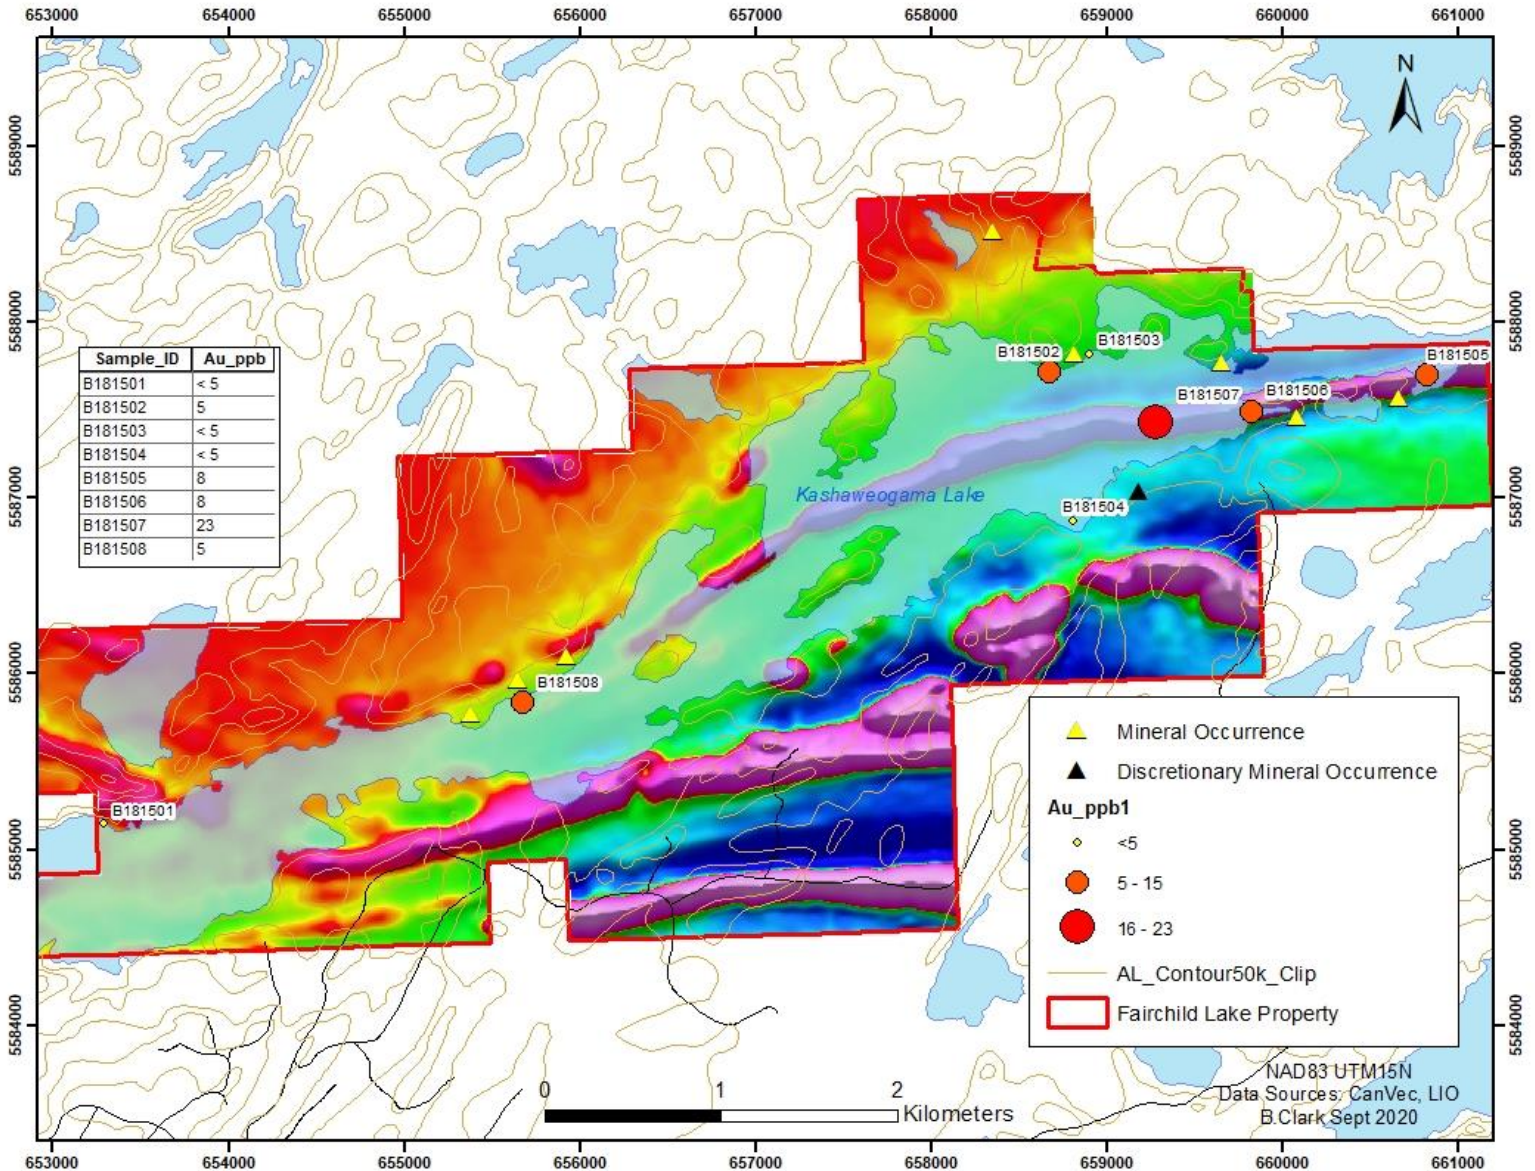 653000 654000 655000 656000 657000 658000 659000 660000 661000
N
5589000 5589000
5588000 5588000
5587000 5587000
5586000 5586000
5585000 5585000
5584000 5584000
Sample_ID Au_ppb
B181501 < 5
B181502 5
B181503 < 5
B181504 < 5
B181505 8
B181506 8
B181507 23
B181508 5
B181502
B181503
B181505
B181507
B181506
Kashaweogama Lake
B181504
B181508
B181501
Mineral Occurrence
Discretionary Mineral Occurrence
Au_ppb1
<5
5 - 15
16 - 23
AL_Contour50k_Clip
Fairchild Lake Property
0 1 2
Kilometers
NAD83 UTM15N
Data Sources: CanVec, LIO
B.Clark Sept 2020
653000 654000 655000 656000 657000 658000 659000 660000 661000